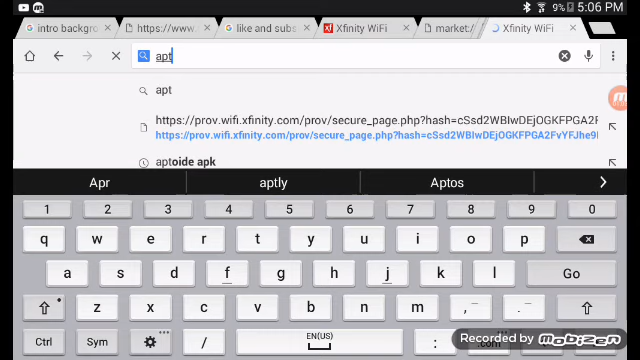 9% 5:06 PM
intro backgro
https://www.
like and subs
Xfinity WiFi
market:/
Xfinity WiFi
apt
apt
https://prov.wifi.xfinity.com/prov/secure_page.php?hash=cSsd2WBIwDEjOGKFPGA2F
https://prov.wifi.xfinity.com/prov/secure_page.php?hash=cSsd2WBIwDEjOGKFPGA2FvYFJhe9l
aptoide apk
Apr aptly Aptos
1 2 3 4 5 6 7 8 9 0
q w e r t y u i o p
a s d f g h j k l Go
z x c v b n m , .
Ctrl Sym / EN(US) : .com
Recorded by Mobizen